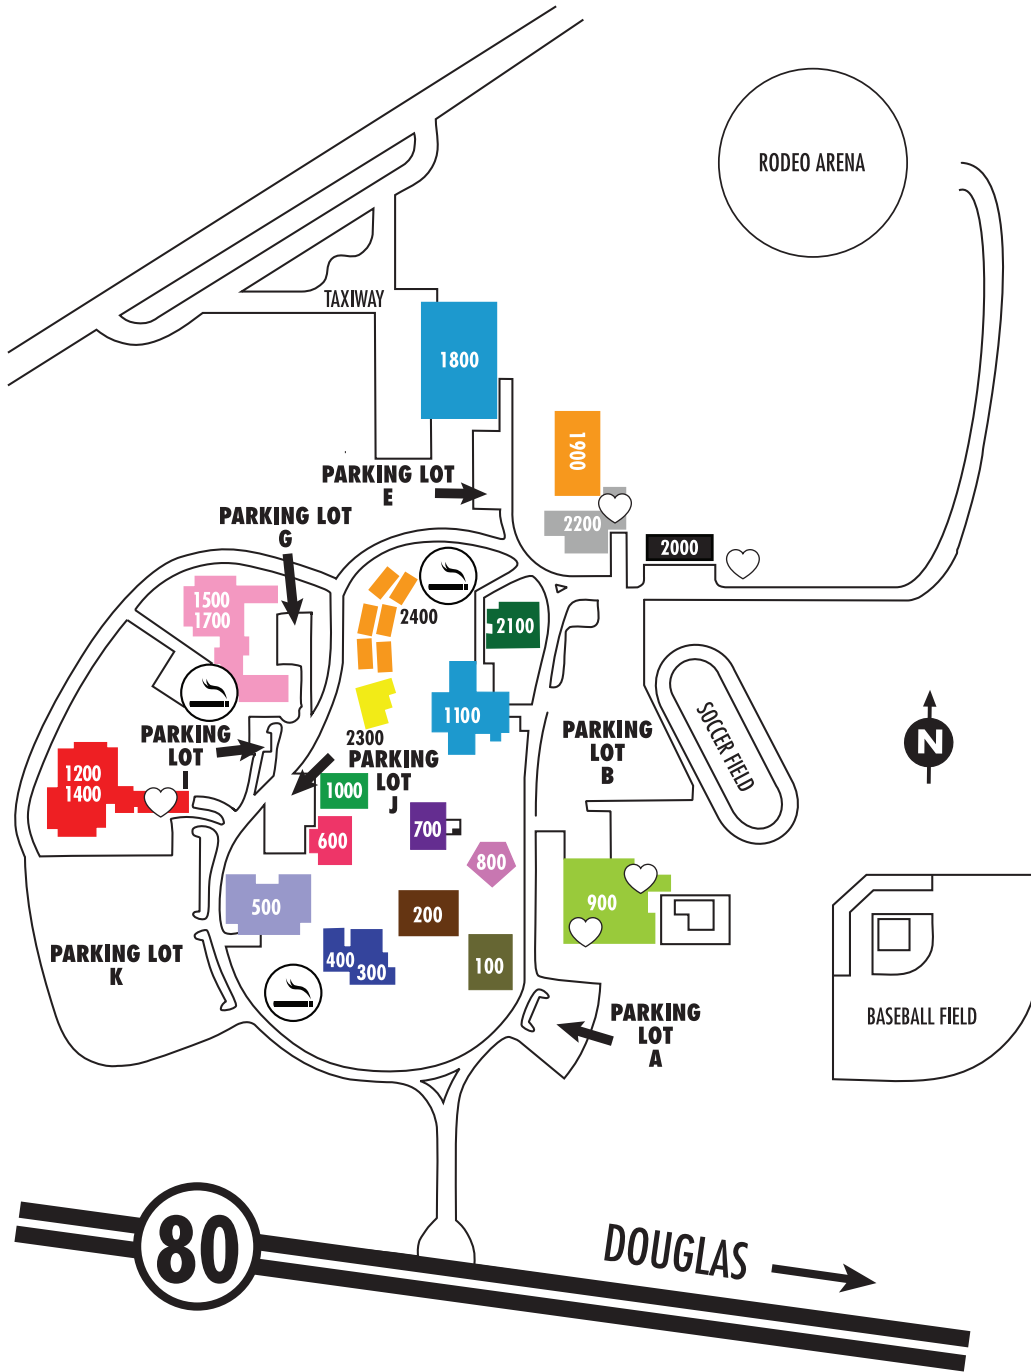 RODEO ARENA
TAXIWAY
1800
1900
PARKING LOT
E
PARKING LOT
G
2200
2000
1500
1700
2400
2100
SOCCER FIELD
1100
N
2300
PARKING
LOT
I
PARKING
LOT
B
PARKING
LOT
J
1200
1400
1000
700
600
800
900
500
200
400
300
100
PARKING LOT
K
PARKING
LOT
A
BASEBALL FIELD
80
DOUGLAS